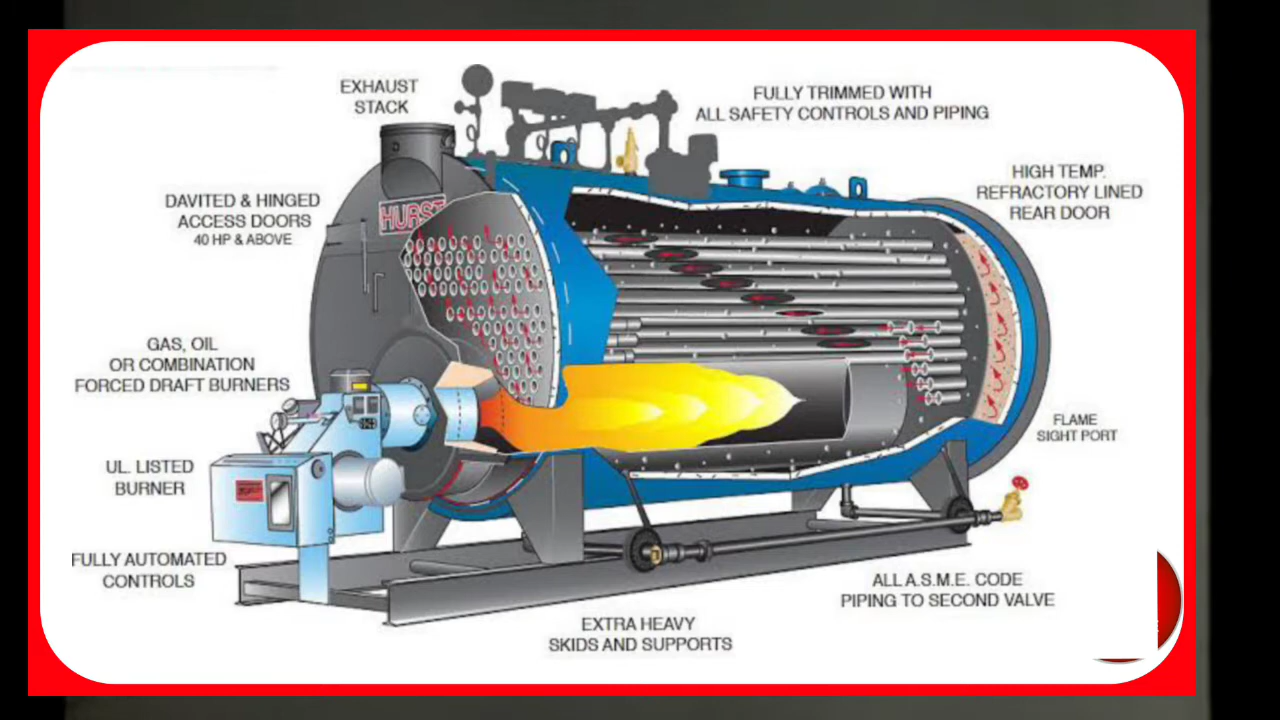 EXHAUST
STACK
FULLY TRIMMED WITH
ALL SAFETY CONTROLS AND PIPING
HIGH TEMP.
REFRACTORY LINED
REAR DOOR
DAVITED & HINGED
ACCESS DOORS
40 HP & ABOVE
HURST
GAS, OIL
OR COMBINATION
FORCED DRAFT BURNERS
FLAME
SIGHT PORT
UL. LISTED
BURNER
FULLY AUTOMATED
CONTROLS
ALL A.S.M.E. CODE
PIPING TO SECOND VALVE
EXTRA HEAVY
SKIDS AND SUPPORTS